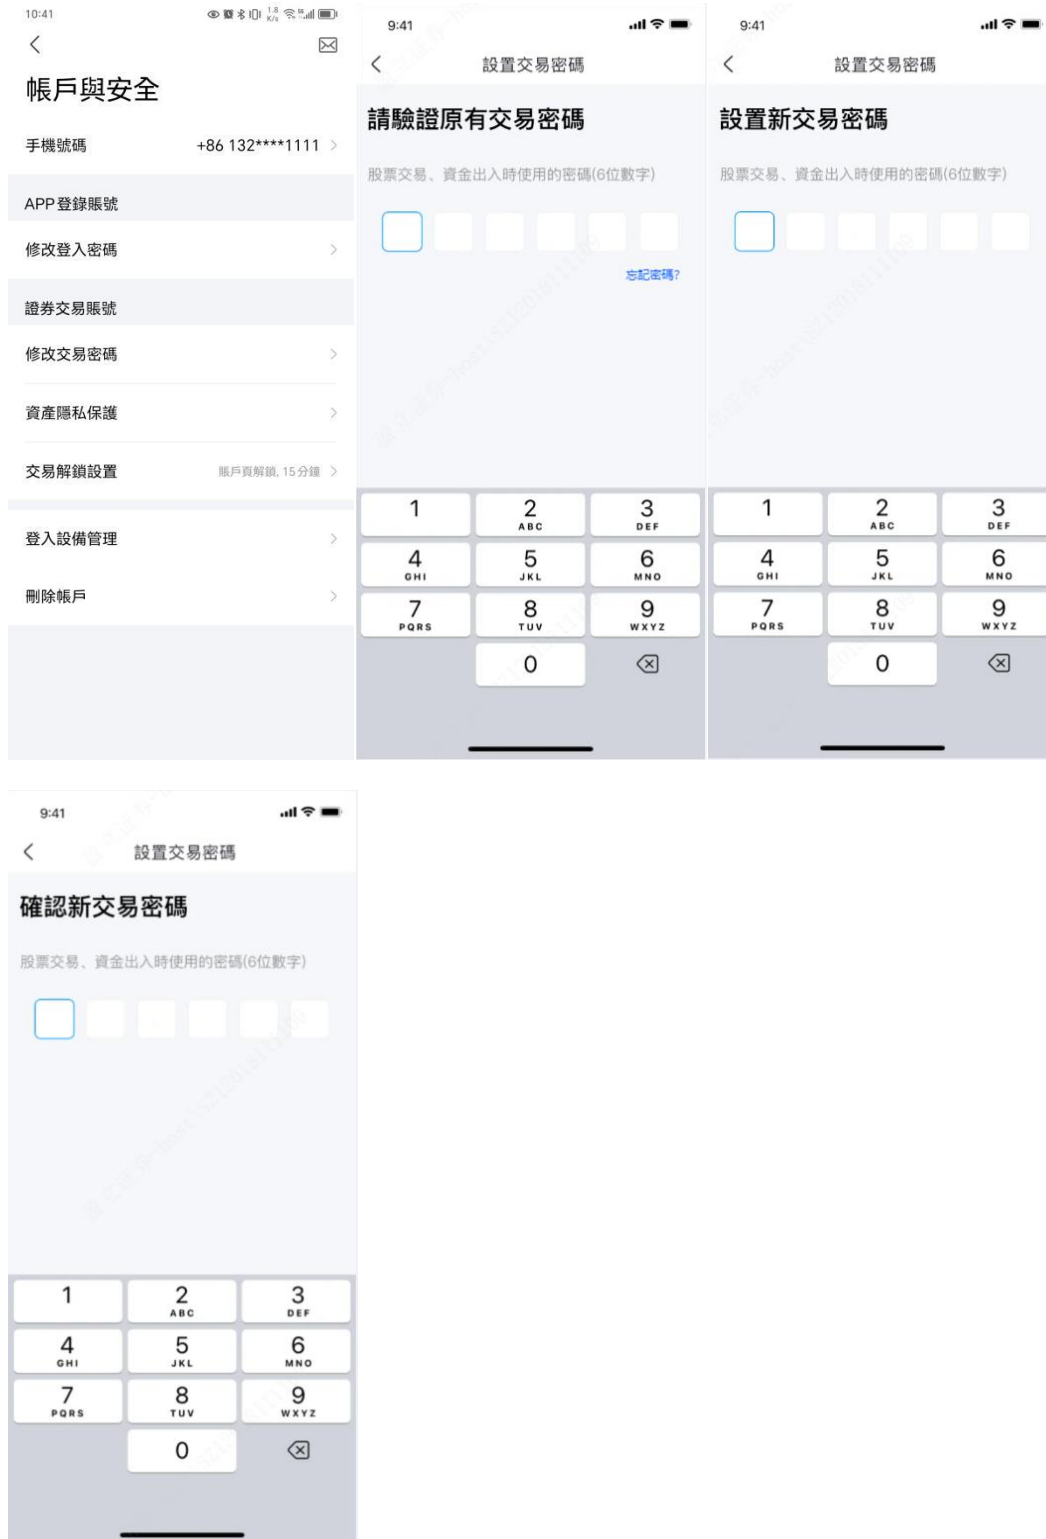 10:41
1.8 K/s
帳戶與安全
手機號碼 +86 132****1111
APP登錄賬號
修改登入密碼
證券交易賬號
修改交易密碼
資產隱私保護
交易解鎖設置 賬戶頁解鎖, 15分鐘
登入設備管理
刪除帳戶
9:41
設置交易密碼
請驗證原有交易密碼
股票交易、資金出入時使用的密碼(6位數字)
忘記密碼?
1 2 3
ABC DEF
4 5 6
GHI JKL MNO
7 8 9
PQRS TUV WXYZ
0
9:41
設置交易密碼
設置新交易密碼
股票交易、資金出入時使用的密碼(6位數字)
1 2 3
ABC DEF
4 5 6
GHI JKL MNO
7 8 9
PQRS TUV WXYZ
0
9:41
設置交易密碼
確認新交易密碼
股票交易、資金出入時使用的密碼(6位數字)
1 2 3
ABC DEF
4 5 6
GHI JKL MNO
7 8 9
PQRS TUV WXYZ
0